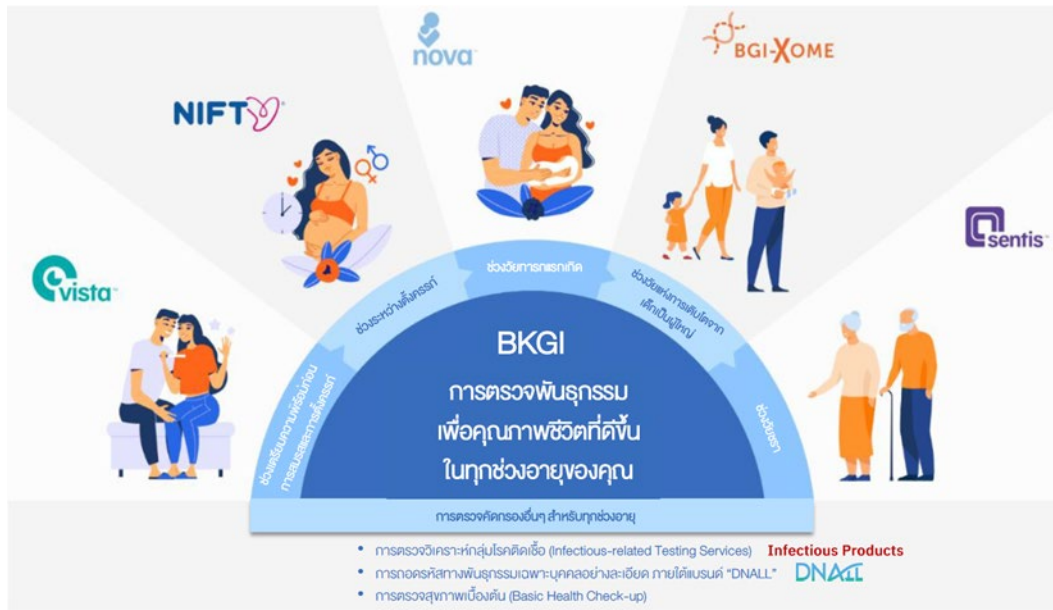 nova™
BGI-XOME
NIFTY®
sentis™
vista™
ช่วงเตรียมความพร้อมก่อน
การสมรสและการตั้งครรภ์
ช่วงระหว่างตั้งครรภ์
ช่วงวัยทารกแรกเกิด
ช่วงวัยแห่งการเติบโตจาก
เด็กเป็นผู้ใหญ่
ช่วงวัยชรา
BKGI
การตรวจพันธุกรรม
เพื่อคุณภาพชีวิตที่ดีขึ้น
ในทุกช่วงอายุของคุณ
การตรวจคัดกรองอื่นๆ สำหรับทุกช่วงอายุ
• การตรวจวิเคราะห์กลุ่มโรคติดเชื้อ (Infectious-related Testing Services) Infectious Products
• การถอดรหัสทางพันธุกรรมเฉพาะบุคคลอย่างละเอียด ภายใต้แบรนด์ “DNALL” DNALL
• การตรวจสุขภาพเบื้องต้น (Basic Health Check-up)